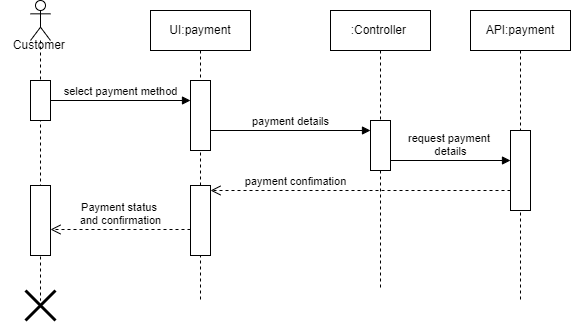 Customer
UI:payment
:Controller
API:payment
select payment method
payment details
request payment
details
payment confimation
Payment status
and confirmation